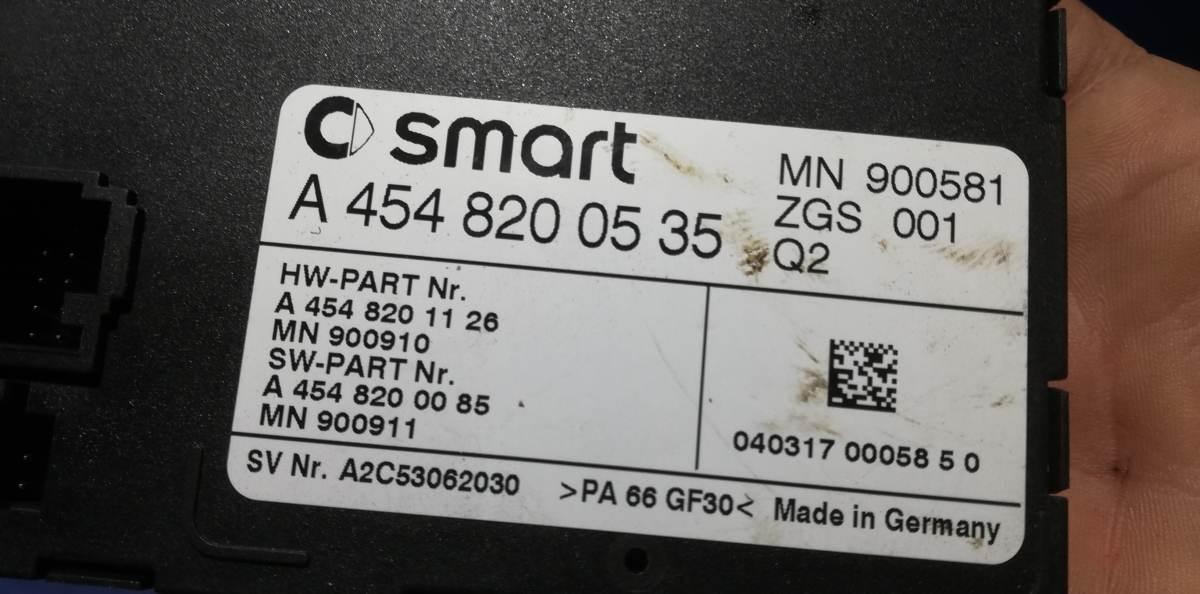 smart
A 454 820 05 35
MN 900581
ZGS 001
Q2
HW-PART Nr.
A 454 820 11 26
MN 900910
SW-PART Nr.
A 454 820 00 85
MN 900911
040317 00058 5 0
SV Nr. A2C53062030 >PA 66 GF30< Made in Germany